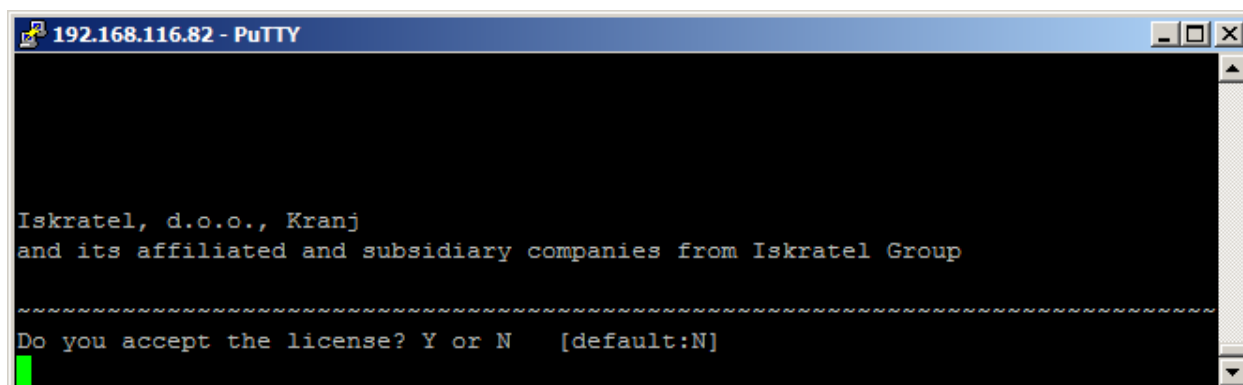 192.168.116.82 - PuTTY
Iskratel, d.o.o., Kranj
and its affiliated and subsidiary companies from Iskratel Group
~~~~~~~~~~~~~~~~~~~~~~~~~~~~~~~~~~~~~~~~~~~~~~~~~~~~~~~~~~~~~~~~~~~~~~~~~~~~~~~~
Do you accept the license? Y or N   [default:N]